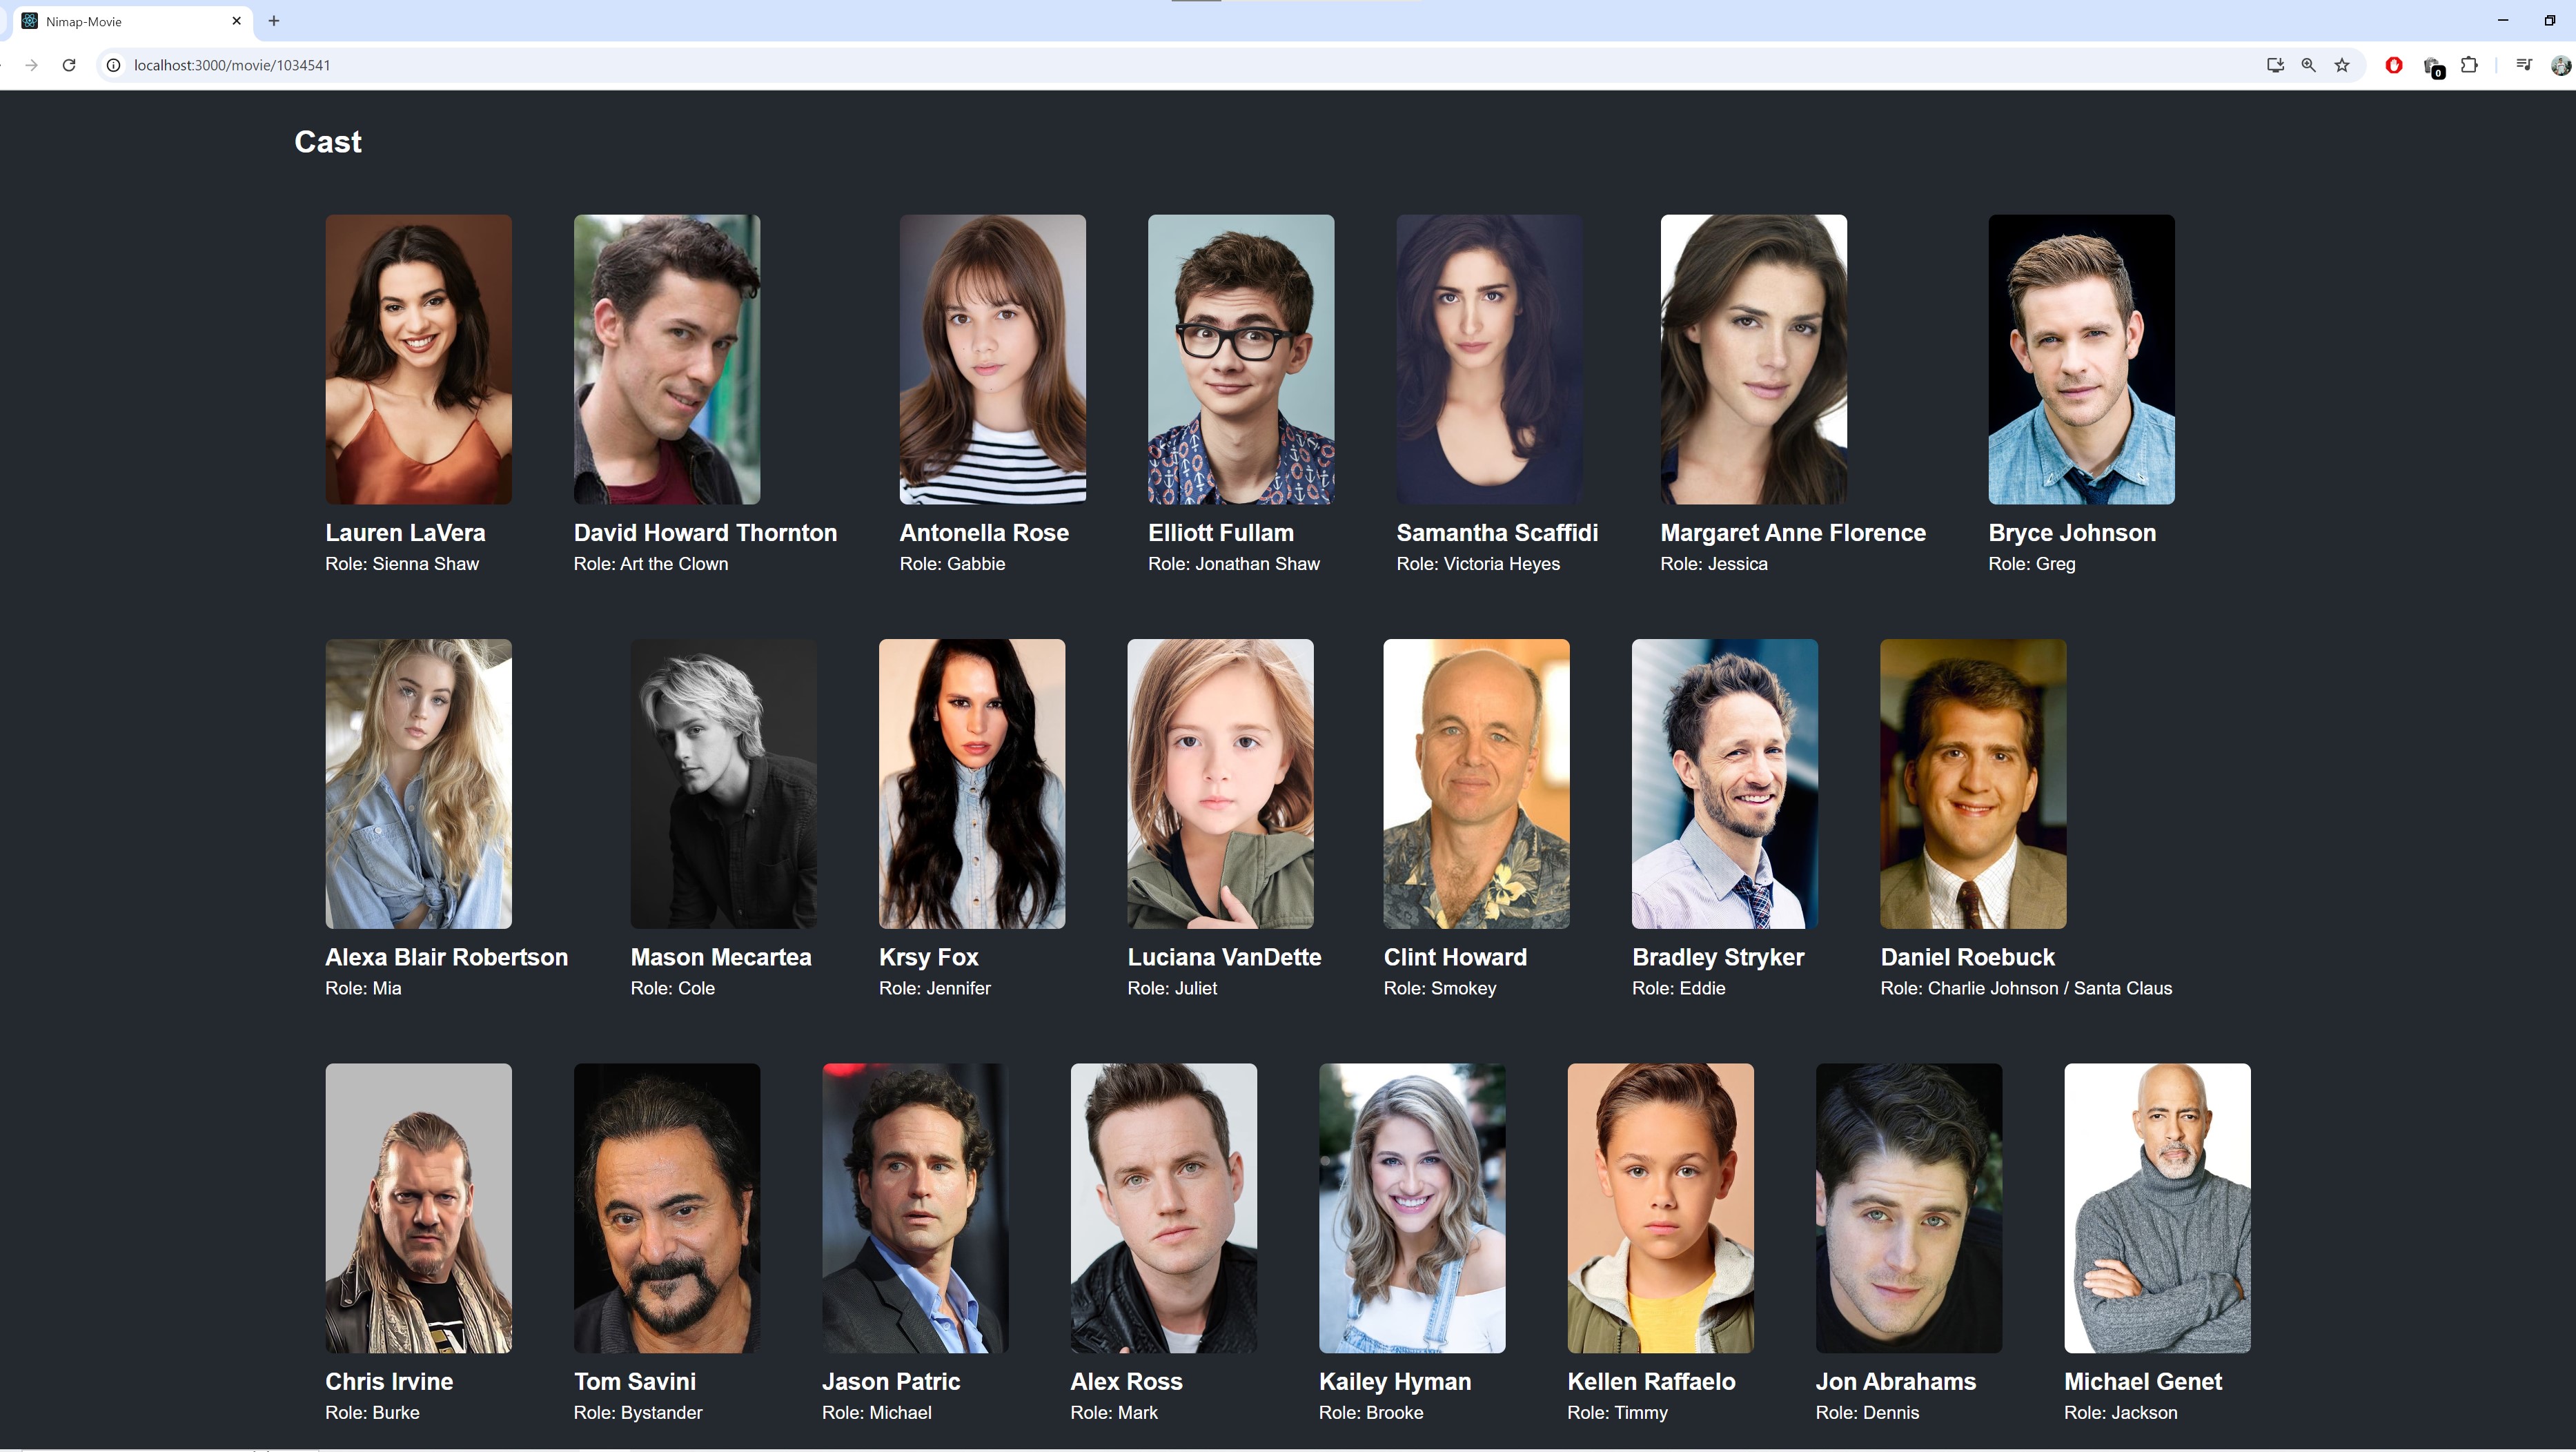 Nimap-Movie
localhost:3000/movie/1034541
0
Cast
Lauren LaVera
Role: Sienna Shaw
David Howard Thornton
Role: Art the Clown
Antonella Rose
Role: Gabbie
Elliott Fullam
Role: Jonathan Shaw
Samantha Scaffidi
Role: Victoria Heyes
Margaret Anne Florence
Role: Jessica
Bryce Johnson
Role: Greg
Alexa Blair Robertson
Role: Mia
Mason Mecartea
Role: Cole
Krsy Fox
Role: Jennifer
Luciana VanDette
Role: Juliet
Clint Howard
Role: Smokey
Bradley Stryker
Role: Eddie
Daniel Roebuck
Role: Charlie Johnson / Santa Claus
Chris Irvine
Role: Burke
Tom Savini
Role: Bystander
Jason Patric
Role: Michael
Alex Ross
Role: Mark
Kailey Hyman
Role: Brooke
Kellen Raffaelo
Role: Timmy
Jon Abrahams
Role: Dennis
Michael Genet
Role: Jackson